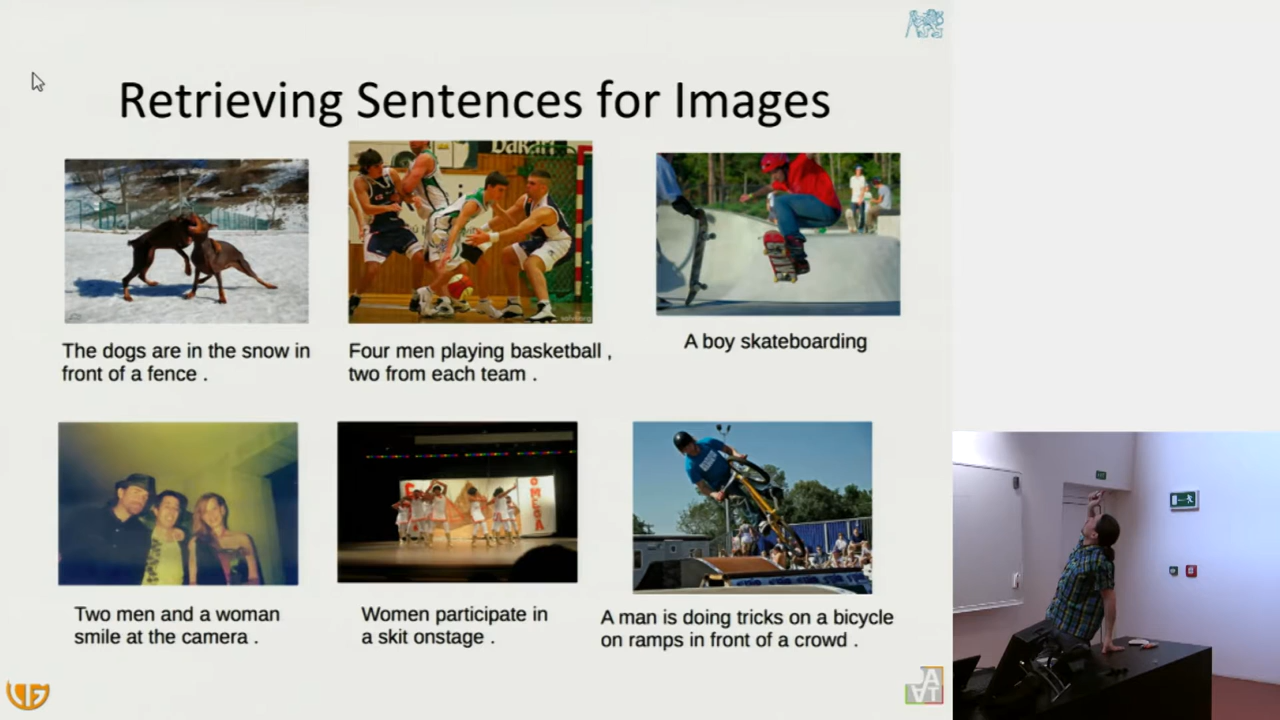 Retrieving Sentences for Images
Dakart
The dogs are in the snow in
front of a fence .
Four men playing basketball ,
two from each team .
A boy skateboarding
OMEGA
Two men and a woman
smile at the camera .
Women participate in
a skit onstage .
A man is doing tricks on a bicycle
on ramps in front of a crowd .